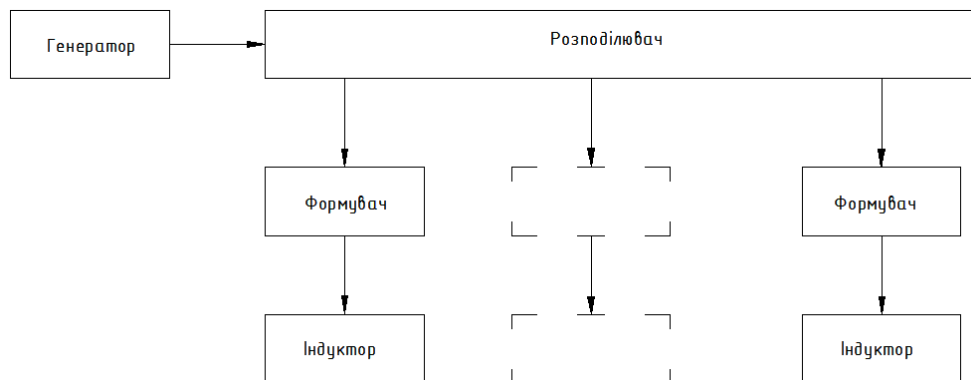 Генератор
Розподілювач
Формувач
Формувач
Індуктор
Індуктор